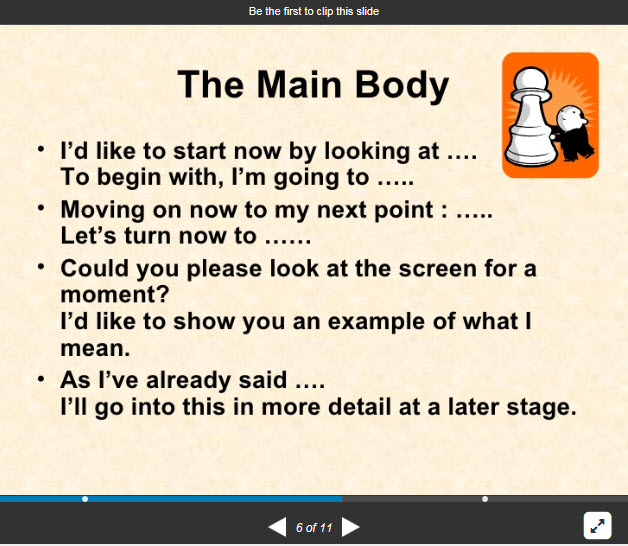 Be the first to clip this slide
The Main Body
• I’d like to start now by looking at ….
To begin with, I’m going to …..
• Moving on now to my next point : …..
Let’s turn now to ……
• Could you please look at the screen for a
moment?
I’d like to show you an example of what I
mean.
• As I’ve already said ….
I’ll go into this in more detail at a later stage.
6 of 11